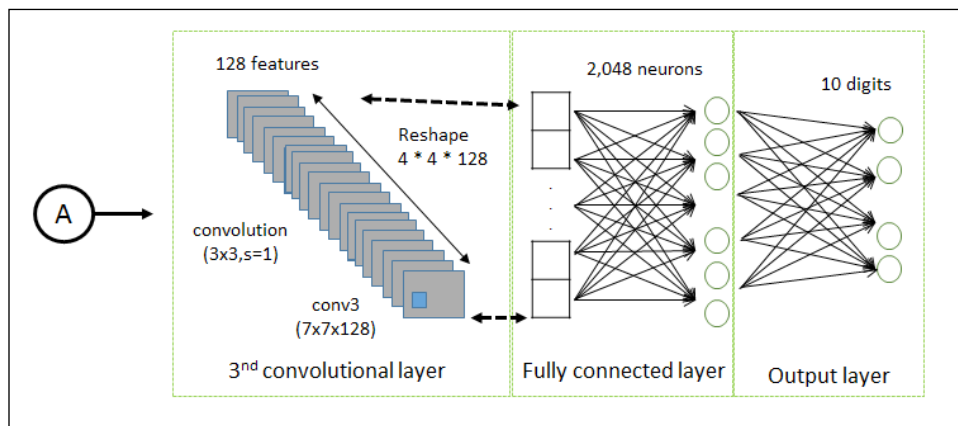 128 features
Reshape
4 * 4 * 128
A
convolution
(3x3,s=1)
conv3
(7x7x128)
3nd convolutional layer
2,048 neurons
Fully connected layer
10 digits
Output layer